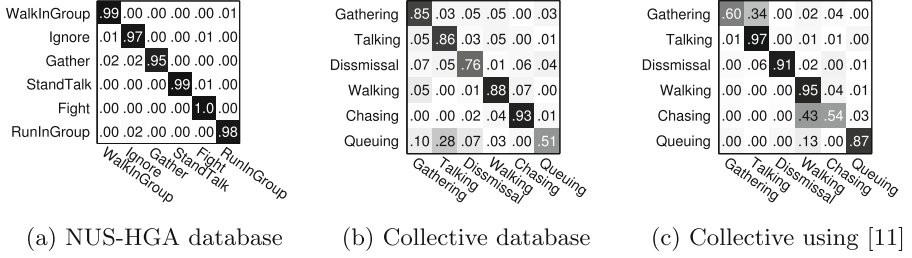 WalkInGroup .99 .00 .00 .00 .00 .01
Ignore .01 .97 .00 .00 .01 .00
Gather .02 .02 .95 .00 .00 .00
StandTalk .00 .00 .00 .99 .01 .00
Fight .00 .00 .00 .00 1.0 .00
RunInGroup .00 .02 .00 .00 .00 .98
WalkInGroup
Ignore
Gather
StandTalk
Fight
RunInGroup
(a) NUS-HGA database
Gathering .85 .03 .05 .05 .00 .03
Talking .05 .86 .03 .05 .00 .01
Dissmissal .07 .05 .76 .01 .06 .04
Walking .05 .00 .01 .88 .07 .00
Chasing .00 .00 .02 .04 .93 .01
Queuing .10 .28 .07 .03 .00 .51
Gathering
Talking
Dissmissal
Walking
Chasing
Queuing
(b) Collective database
Gathering .60 .34 .00 .02 .04 .00
Talking .01 .97 .00 .01 .01 .00
Dissmissal .00 .06 .91 .02 .00 .01
Walking .00 .00 .00 .95 .04 .01
Chasing .00 .00 .00 .43 .54 .03
Queuing .00 .00 .00 .13 .00 .87
Gathering
Talking
Dissmissal
Walking
Chasing
Queuing
(c) Collective using [11]